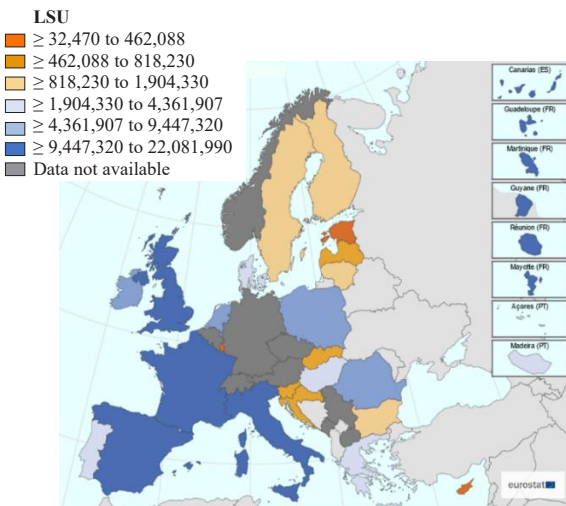 LSU
≥ 32,470 to 462,088
≥ 462,088 to 818,230
≥ 818,230 to 1,904,330
≥ 1,904,330 to 4,361,907
≥ 4,361,907 to 9,447,320
≥ 9,447,320 to 22,081,990
Data not available
Canarias (ES)
Guadeloupe (FR)
Martinique (FR)
Guyane (FR)
Réunion (FR)
Mayotte (FR)
Açores (PT)
Madeira (PT)
eurostat